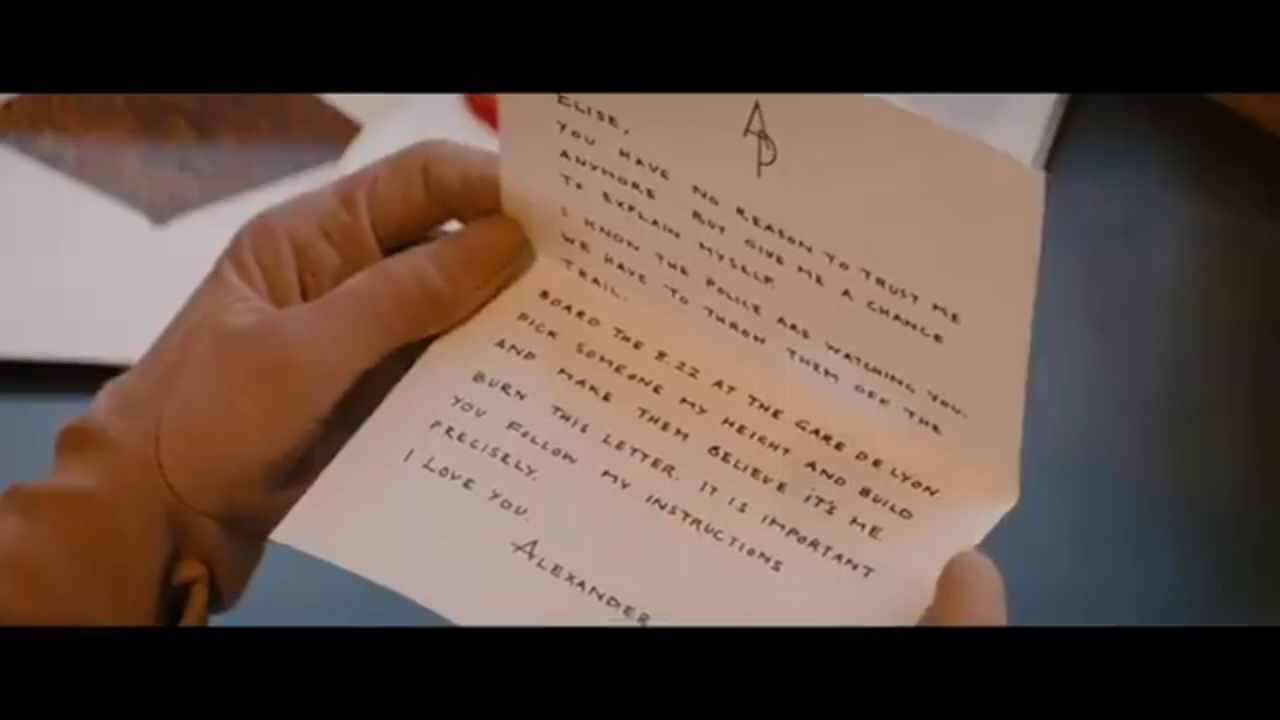 AP
ELISE,
YOU HAVE NO REASON TO TRUST ME
ANYMORE BUT GIVE ME A CHANCE
TO EXPLAIN MYSELF.
I KNOW THE POLICE ARE WATCHING YOU.
WE HAVE TO THROW THEM OFF THE
TRAIL.
BOARD THE 8.22 AT THE GARE DE LYON.
PICK SOMEONE MY HEIGHT AND BUILD
AND MAKE THEM BELIEVE IT'S ME
BURN THIS LETTER. IT IS IMPORTANT
YOU FOLLOW MY INSTRUCTIONS
PRECISELY.
I LOVE YOU.
ALEXANDER